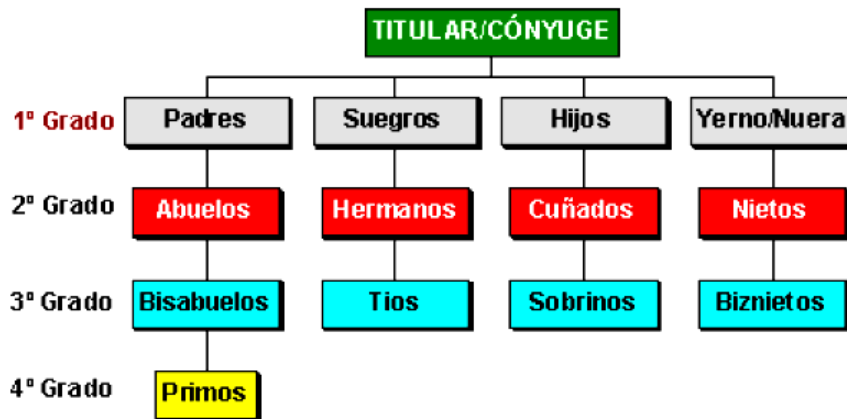 TITULAR/CÓNYUGE
1º Grado Padres Suegros Hijos Yerno/Nuera
2º Grado Abuelos Hermanos Cuñados Nietos
3º Grado Bisabuelos Tios Sobrinos Biznietos
4º Grado Primos